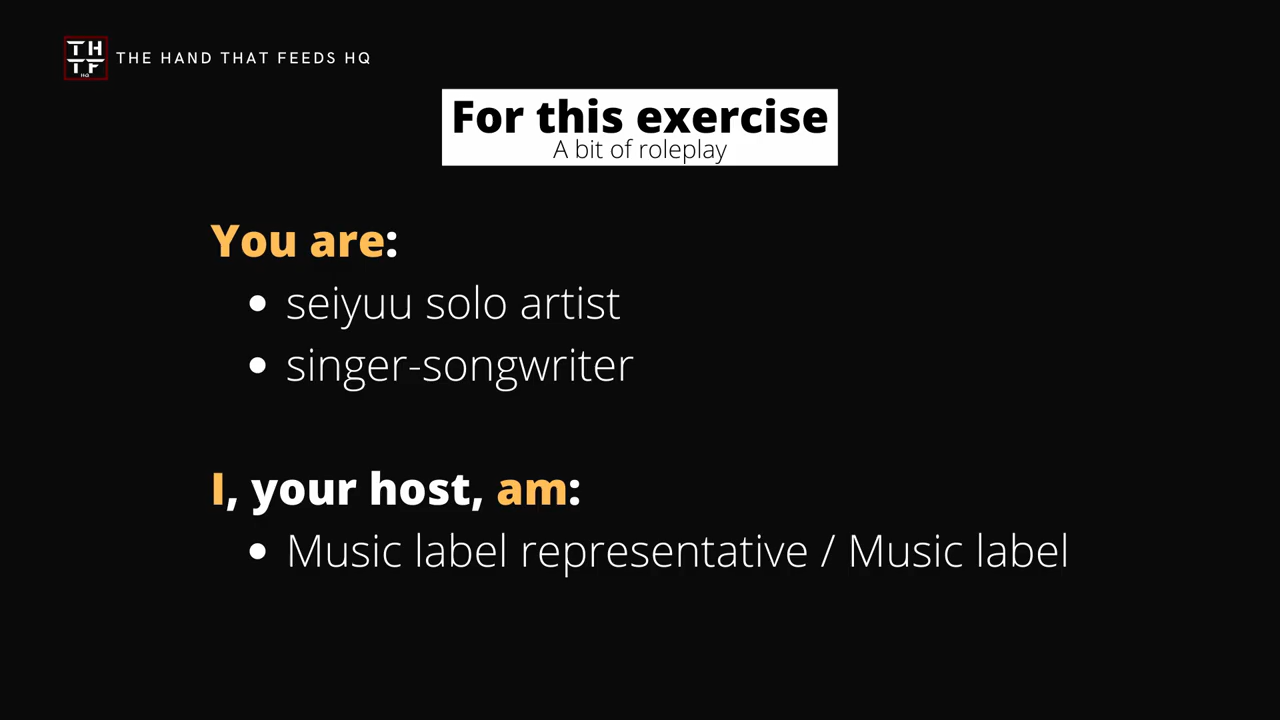 TH
TF
HQ
THE HAND THAT FEEDS HQ
For this exercise
A bit of roleplay
You are:
• seiyuu solo artist
• singer-songwriter
I, your host, am:
• Music label representative / Music label